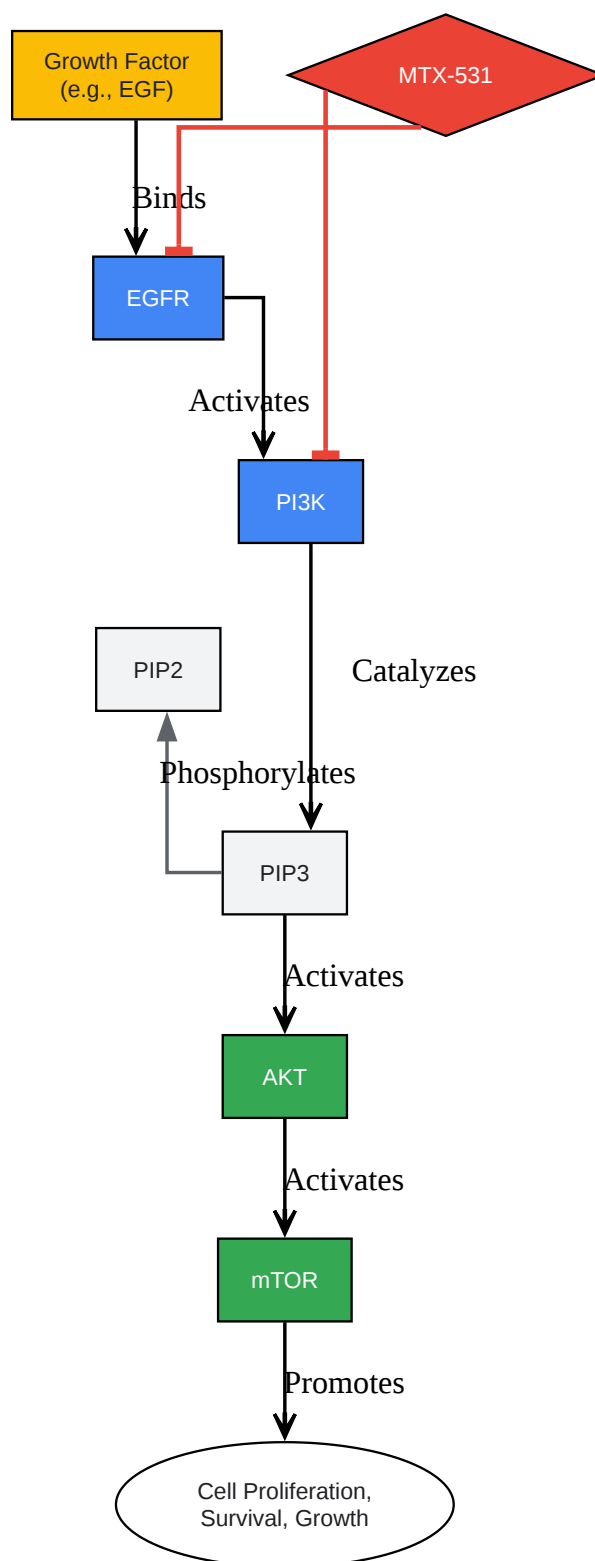 Growth Factor
(e.g., EGF)
MTX-531
Binds
EGFR
Activates
PI3K
Catalyzes
PIP2
Phosphorylates
PIP3
Activates
AKT
Activates
mTOR
Promotes
Cell Proliferation,
Survival, Growth